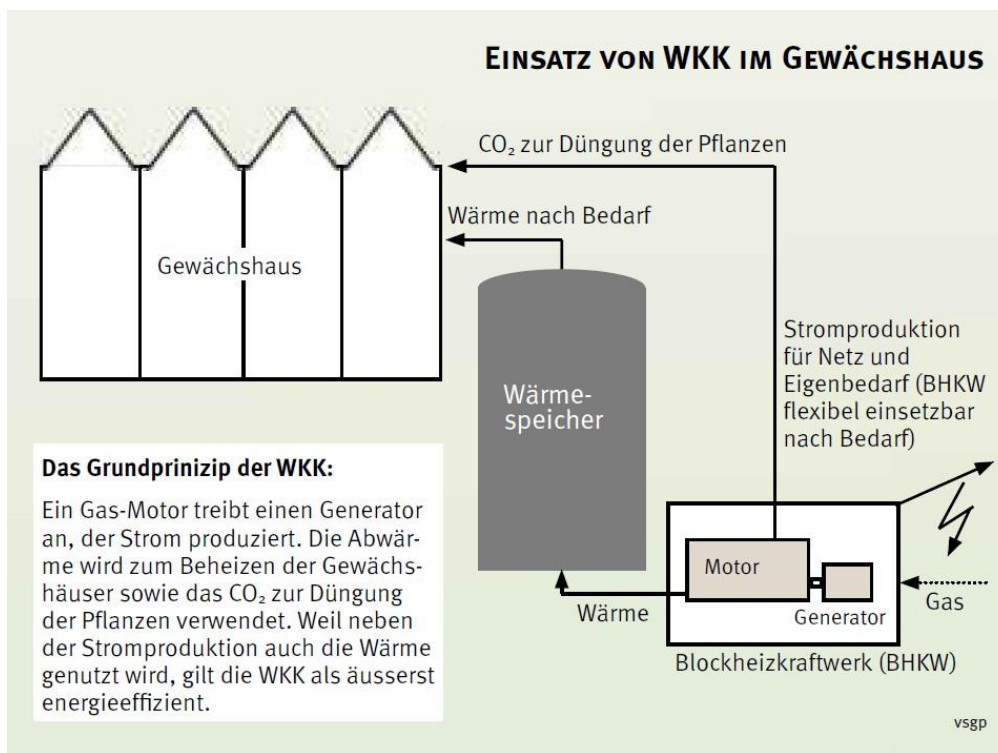 EINSATZ VON WKK IM GEWÄCHSHAUS
CO₂ zur Düngung der Pflanzen
Wärme nach Bedarf
Gewächshaus
Wärme-
speicher
Stromproduktion
für Netz und
Eigenbedarf (BHKW
flexibel einsetzbar
nach Bedarf)
Das Grundprinizip der WKK:
Ein Gas-Motor treibt einen Generator
an, der Strom produziert. Die Abwär-
me wird zum Beheizen der Gewächs-
häuser sowie das CO₂ zur Düngung
der Pflanzen verwendet. Weil neben
der Stromproduktion auch die Wärme
genutzt wird, gilt die WKK als äusserst
energieeffizient.
Motor
Generator
Wärme
Gas
Blockheizkraftwerk (BHKW)
vsgp